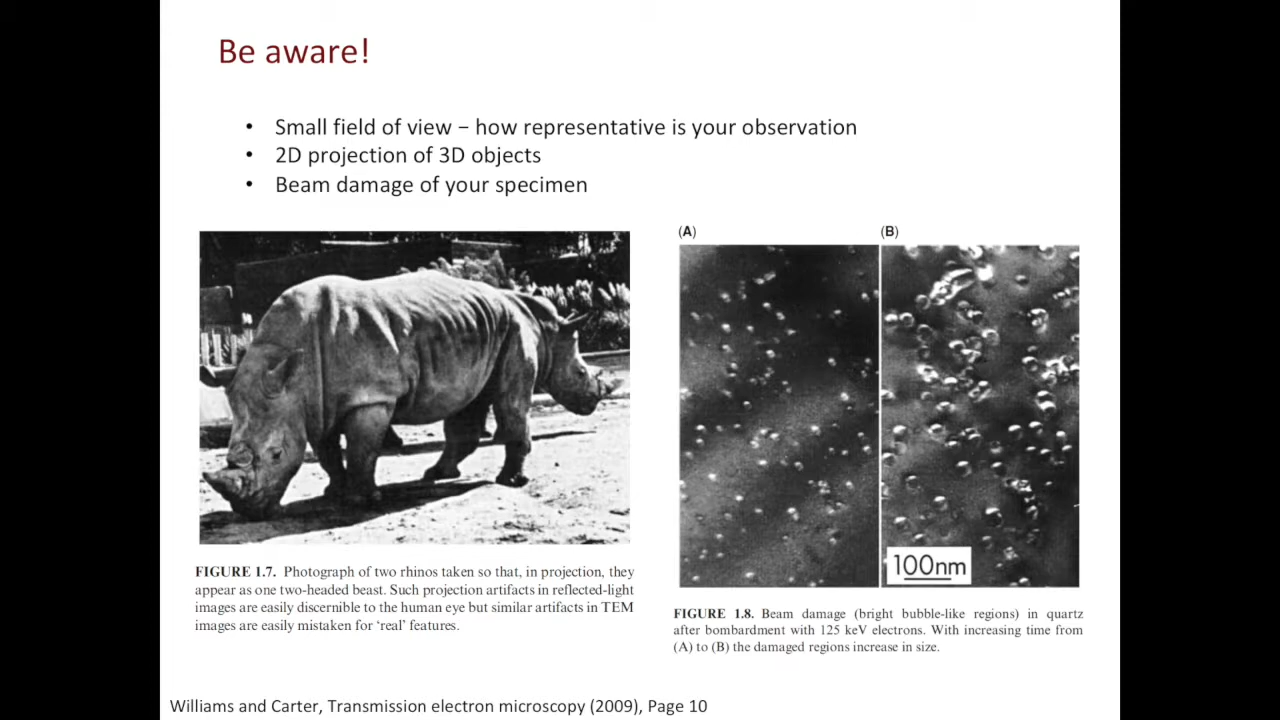 Be aware!
• Small field of view – how representative is your observation
• 2D projection of 3D objects
• Beam damage of your specimen
(A) (B)
100nm
FIGURE 1.7. Photograph of two rhinos taken so that, in projection, they
appear as one two-headed beast. Such projection artifacts in reflected-light
images are easily discernible to the human eye but similar artifacts in TEM
images are easily mistaken for ‘real’ features.
FIGURE 1.8. Beam damage (bright bubble-like regions) in quartz
after bombardment with 125 keV electrons. With increasing time from
(A) to (B) the damaged regions increase in size.
Williams and Carter, Transmission electron microscopy (2009), Page 10